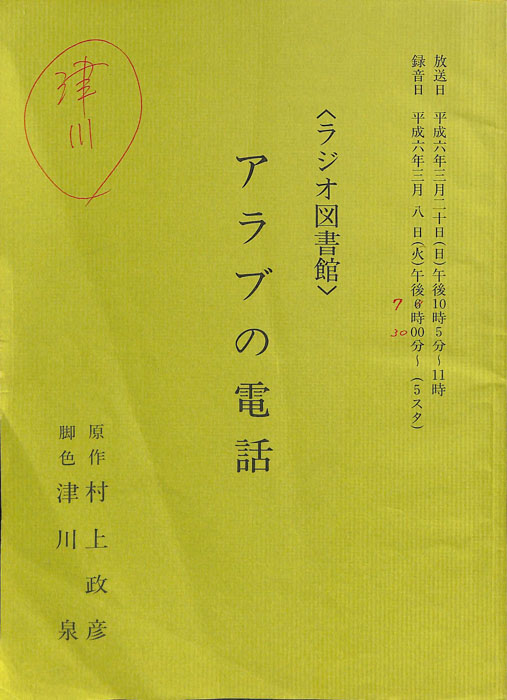 放送日　平成六年三月二十日(日)午後10時5分～11時
録音日　平成六年三月 八 日(火)午後6時00分～ (5スタ)
7
30
〈ラジオ図書館〉
アラブの電話
原作　村上政彦
脚色　津川　泉
津川